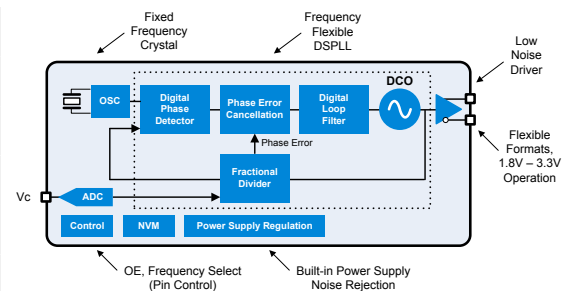 Fixed
Frequency
Crystal
Frequency
Flexible
DSPLL
Low
Noise
Driver
DCO
OSC
Digital
Phase
Detector
Phase Error
Cancellation
Digital
Loop
Filter
Phase Error
Flexible
Formats,
1.8V – 3.3V
Operation
Fractional
Divider
Vc
ADC
Control
NVM
Power Supply Regulation
OE, Frequency Select
(Pin Control)
Built-in Power Supply
Noise Rejection